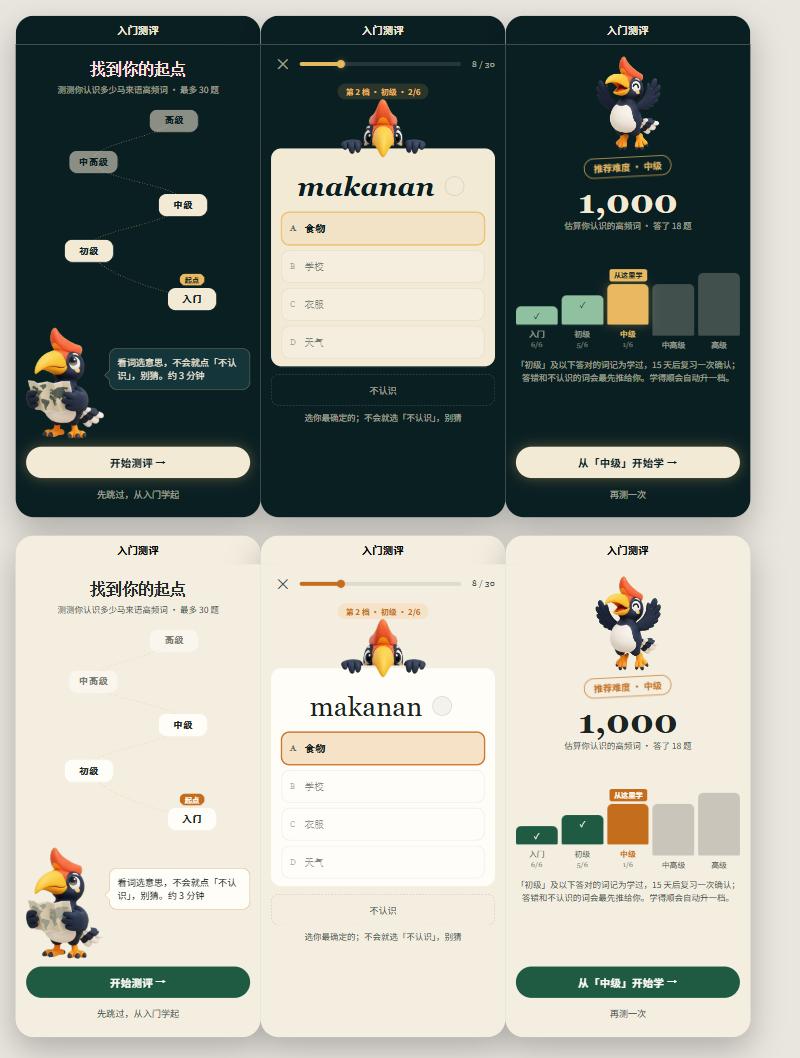 入门测评
找到你的起点
测测你认识多少马来语高频词 · 最多 30 题
高级
中高级
中级
初级
起点
入门
看词选意思，不会就点「不认
识」，别猜。约 3 分钟
开始测评 →
先跳过，从入门学起
入门测评
8 / 30
第 2 档 · 初级 · 2/6
makanan
A 食物
B 学校
C 衣服
D 天气
不认识
选你最确定的；不会就选「不认识」，别猜
入门测评
推荐难度 · 中级
1,000
估算你认识的高频词 · 答了 18 题
从这里学
✓ ✓
入门 初级 中级 中高级 高级
6/6 5/6 1/6
「初级」及以下答对的词记为学过，15 天后复习一次确认；
答错和不认识的词会最先推给你。学得顺会自动升一档。
从「中级」开始学 →
再测一次
入门测评
找到你的起点
测测你认识多少马来语高频词 · 最多 30 题
高级
中高级
中级
初级
起点
入门
看词选意思，不会就点「不认
识」，别猜。约 3 分钟
开始测评 →
先跳过，从入门学起
入门测评
8 / 30
第 2 档 · 初级 · 2/6
makanan
A 食物
B 学校
C 衣服
D 天气
不认识
选你最确定的；不会就选「不认识」，别猜
入门测评
推荐难度 · 中级
1,000
估算你认识的高频词 · 答了 18 题
从这里学
✓ ✓
入门 初级 中级 中高级 高级
6/6 5/6 1/6
「初级」及以下答对的词记为学过，15 天后复习一次确认；
答错和不认识的词会最先推给你。学得顺会自动升一档。
从「中级」开始学 →
再测一次